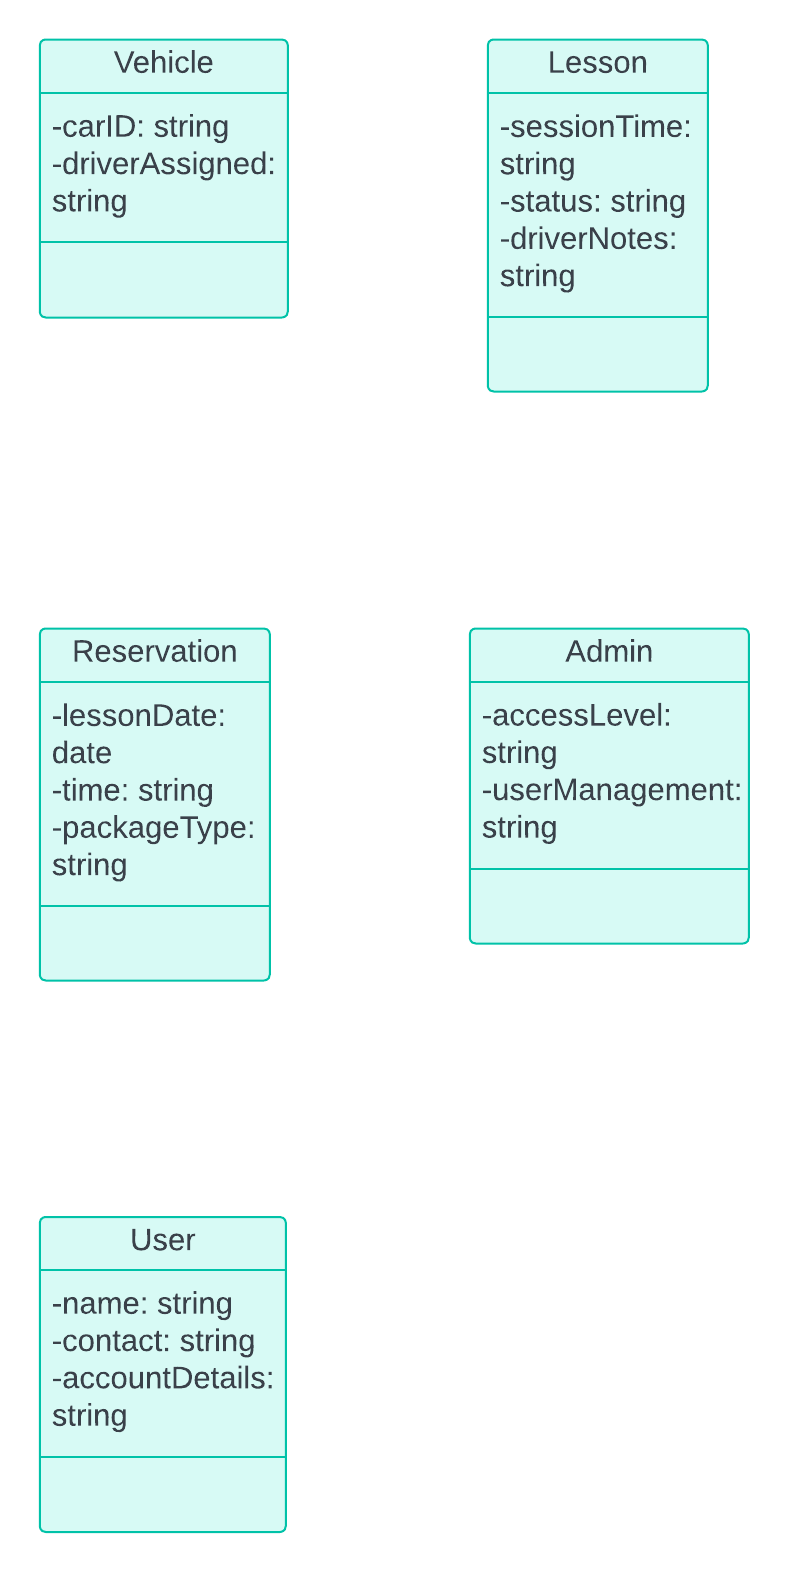 Vehicle
-carID: string
-driverAssigned:
string
Lesson
-sessionTime:
string
-status: string
-driverNotes:
string
Reservation
-lessonDate:
date
-time: string
-packageType:
string
Admin
-accessLevel:
string
-userManagement:
string
User
-name: string
-contact: string
-accountDetails:
string